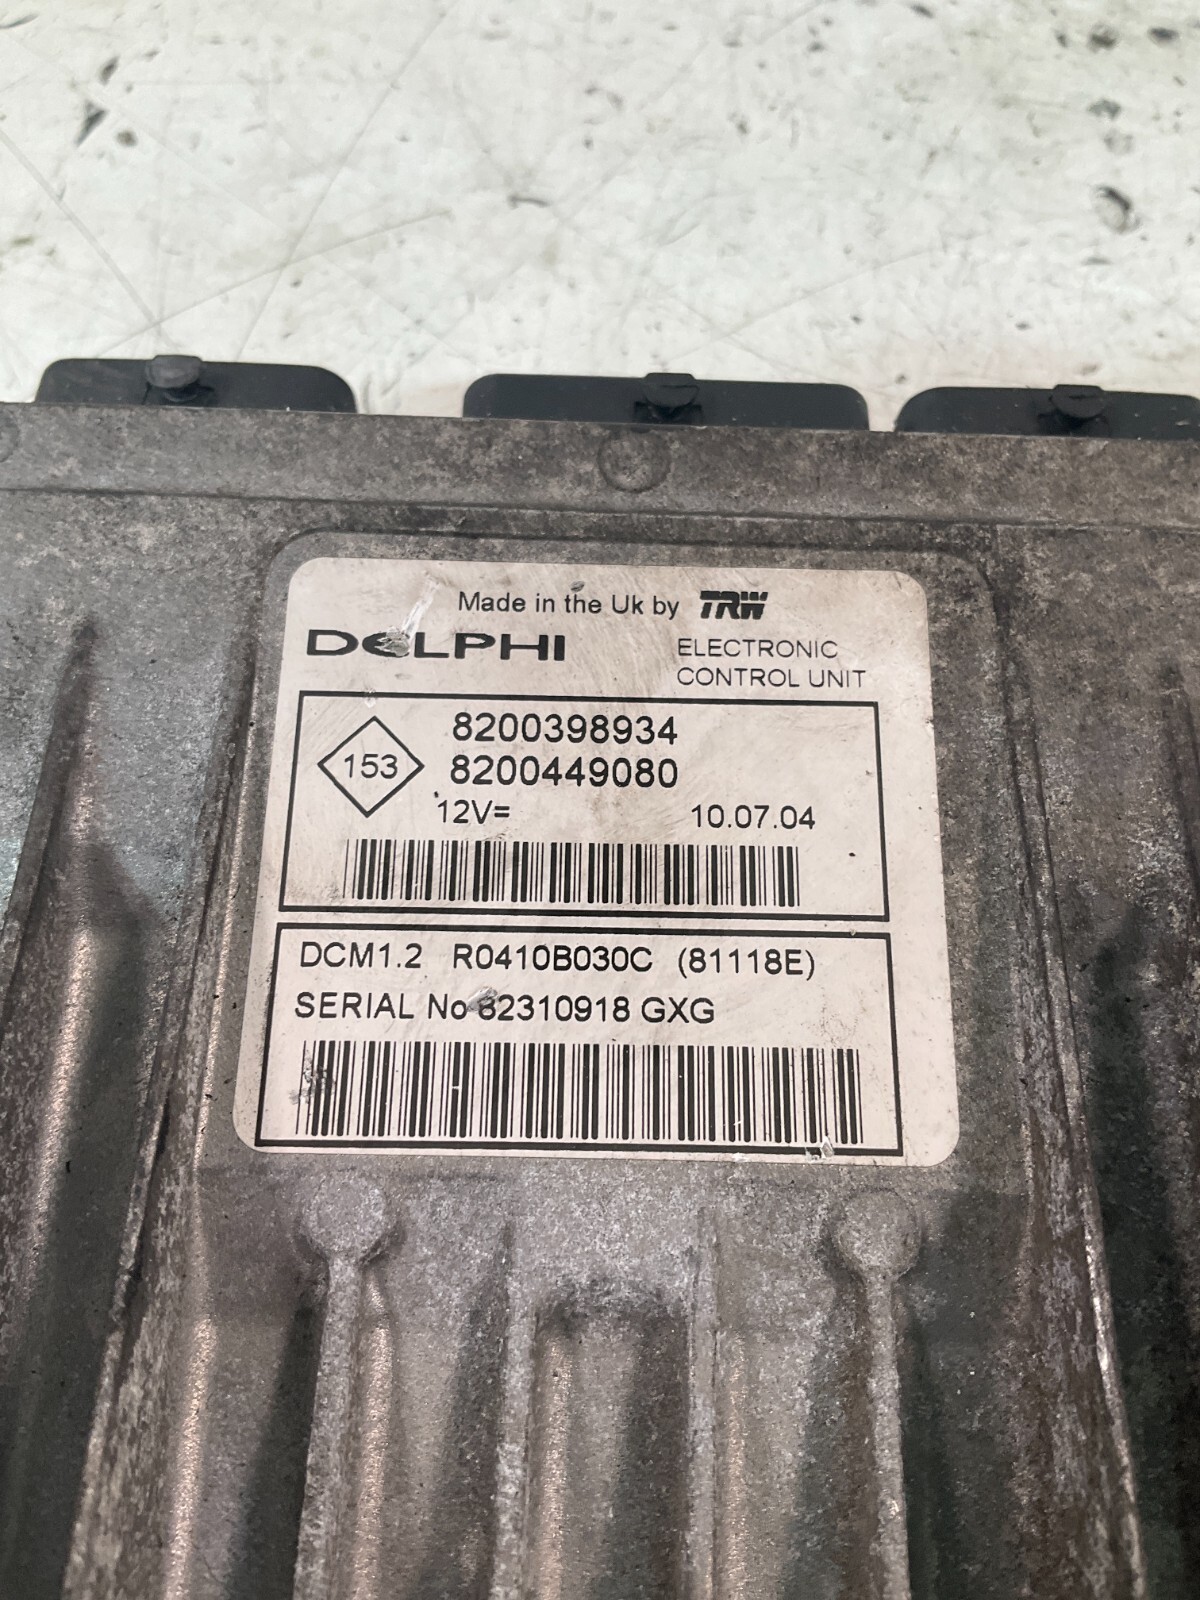 Made in the Uk by TRW
DELPHI
ELECTRONIC
CONTROL UNIT
8200398934
153
8200449080
12V=
10.07.04
DCM1.2 R0410B030C (81118E)
SERIAL No 82310918 GXG